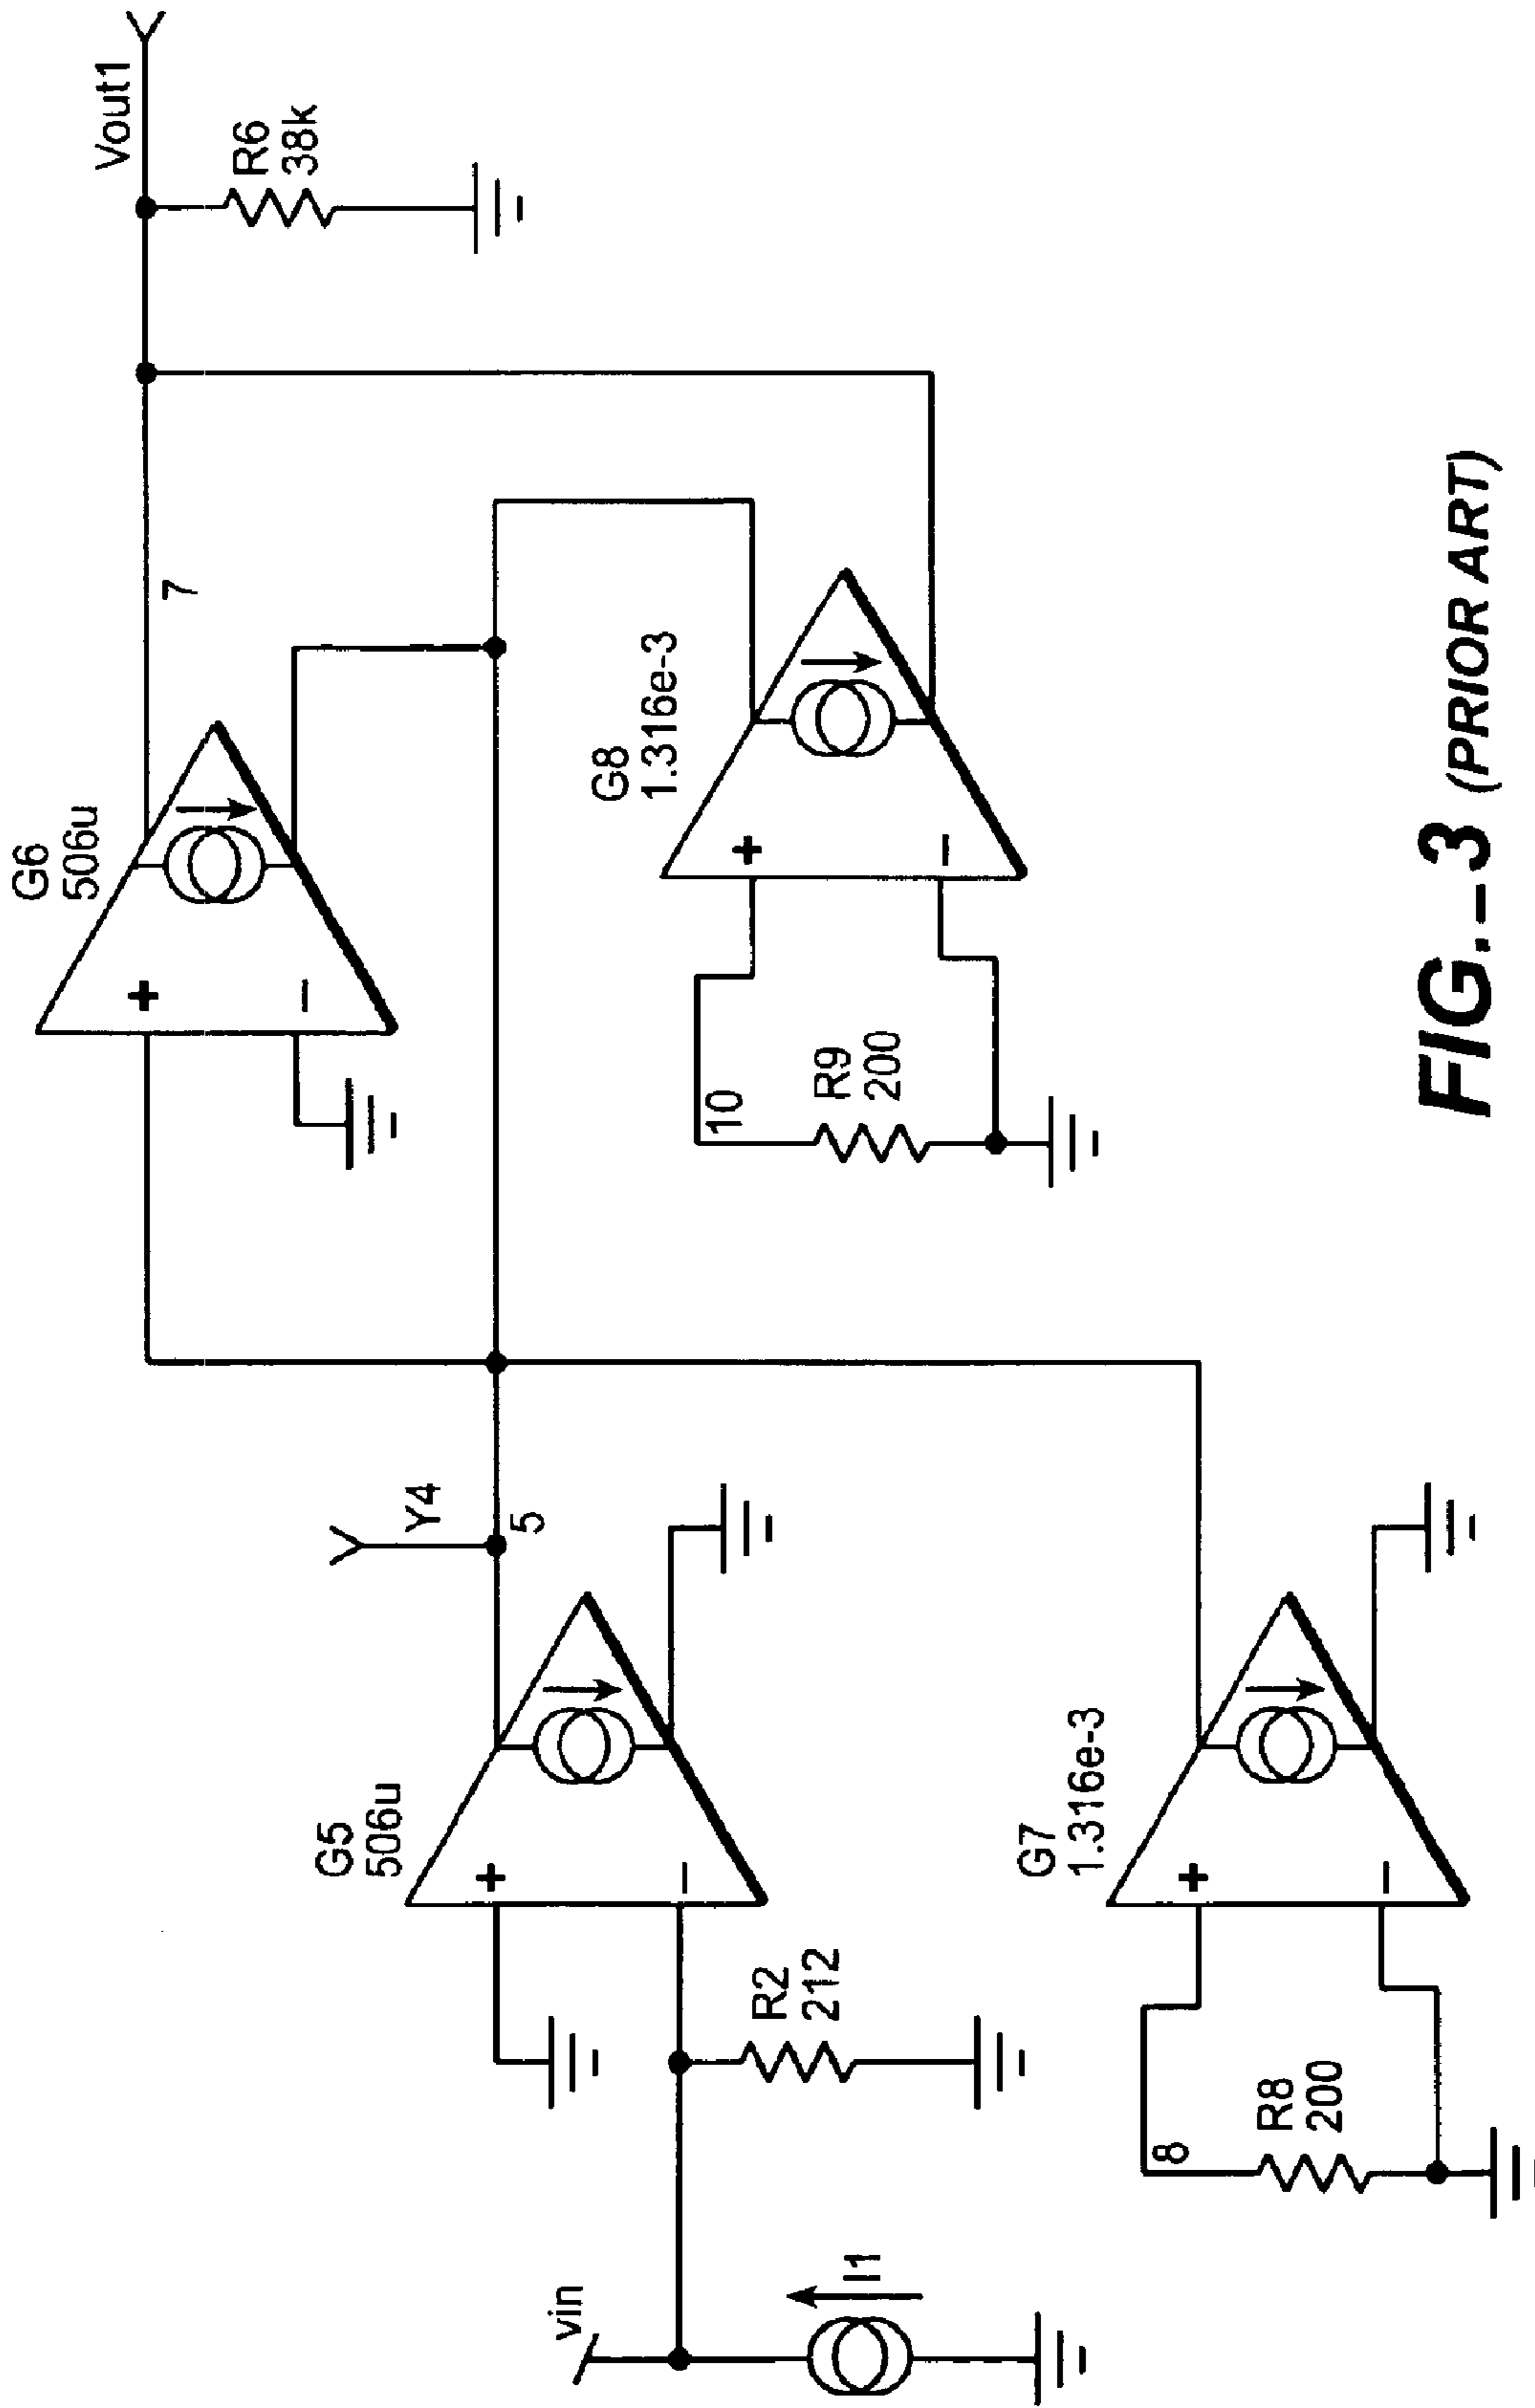 vin
I1
R2
212
G5
506u
+
−
Y4
5
G6
506u
+
−
7
Vout1
R6
38k
G8
1.316e-3
+
−
10
R9
200
G7
1.316e-3
+
−
8
R8
200
FIG.–3 (PRIOR ART)